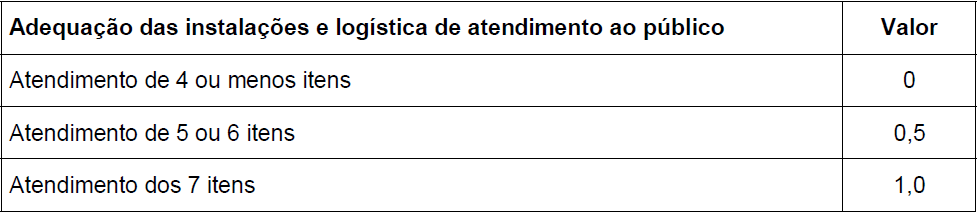 Adequação das instalações e logística de atendimento ao público Valor
Atendimento de 4 ou menos itens 0
Atendimento de 5 ou 6 itens 0,5
Atendimento dos 7 itens 1,0